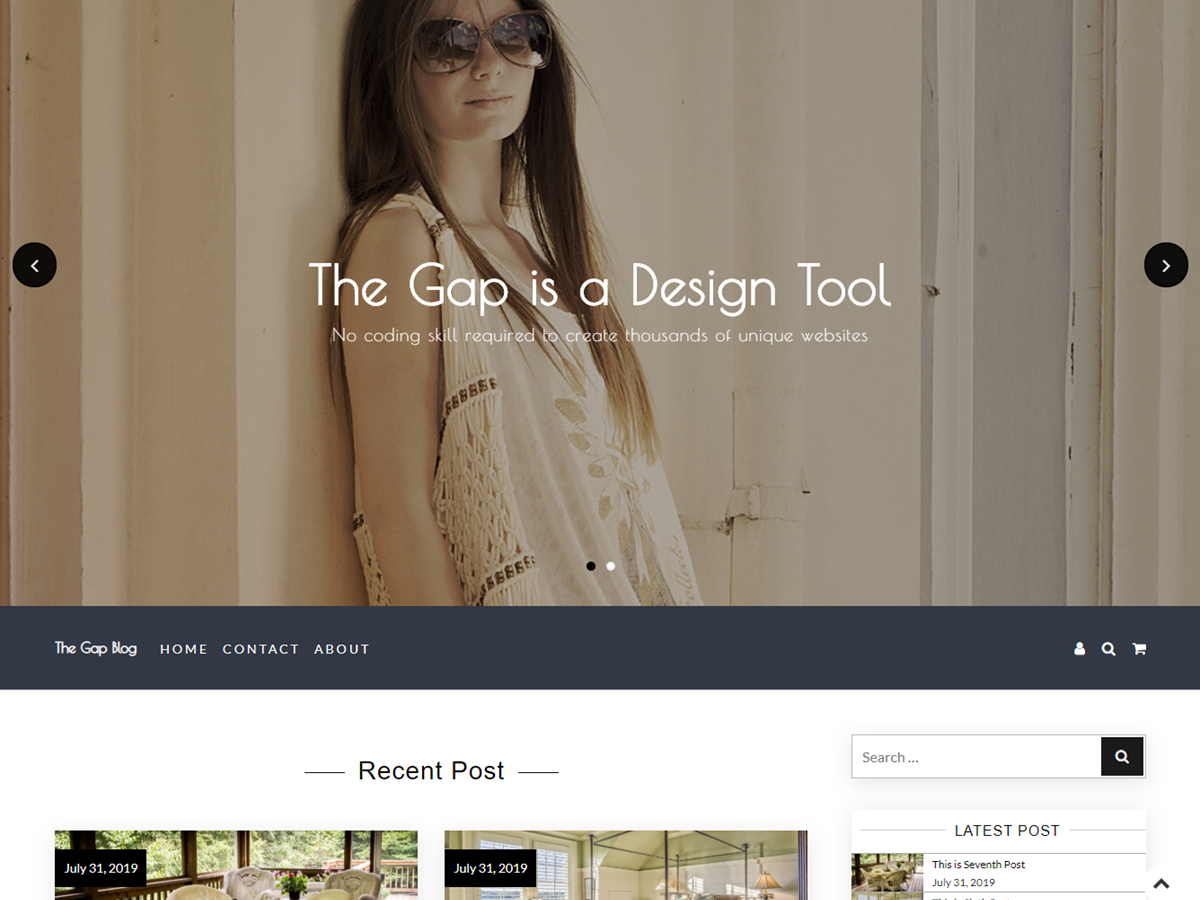 The Gap is a Design Tool
No coding skill required to create thousands of unique websites
The Gap Blog HOME CONTACT ABOUT
Search ...
Recent Post
LATEST POST
July 31, 2019
July 31, 2019
This is Seventh Post
July 31, 2019